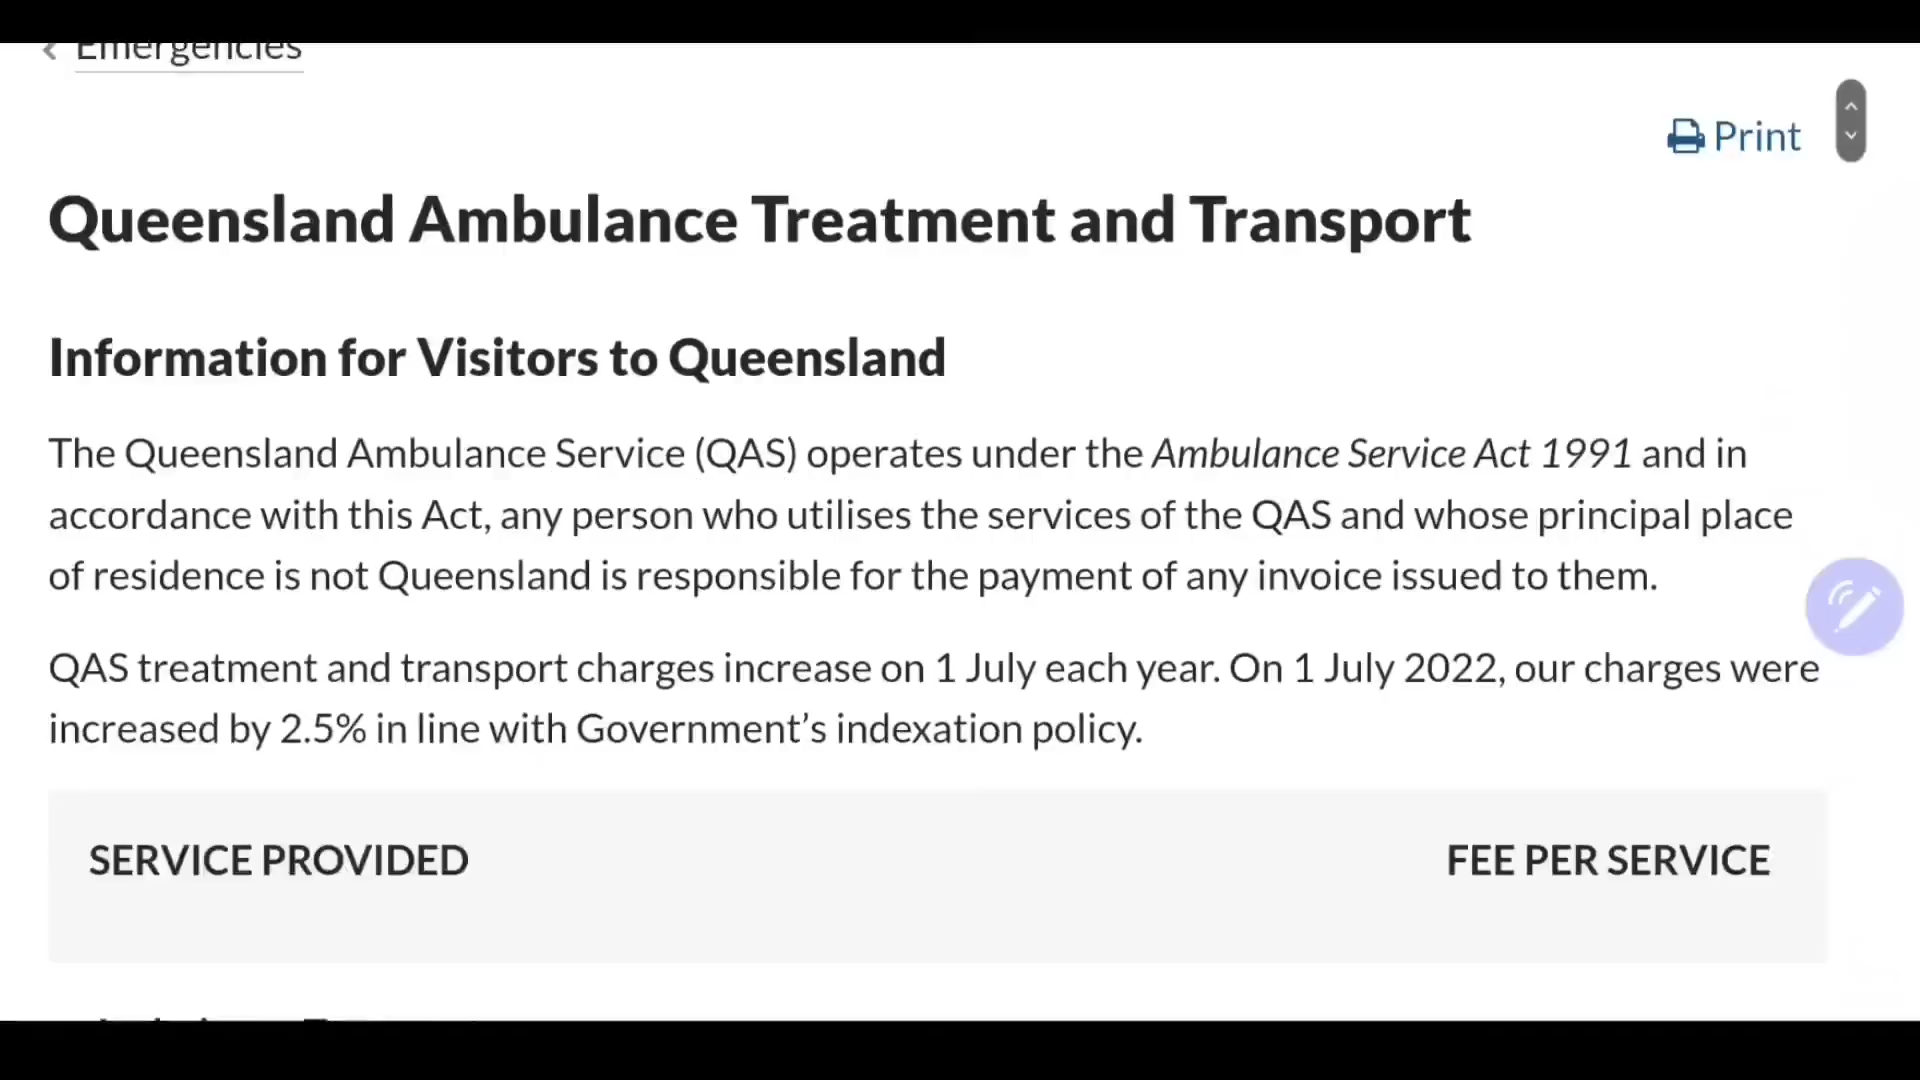 Emergencies
Print
Queensland Ambulance Treatment and Transport
Information for Visitors to Queensland
The Queensland Ambulance Service (QAS) operates under the Ambulance Service Act 1991 and in
accordance with this Act, any person who utilises the services of the QAS and whose principal place
of residence is not Queensland is responsible for the payment of any invoice issued to them.
QAS treatment and transport charges increase on 1 July each year. On 1 July 2022, our charges were
increased by 2.5% in line with Government’s indexation policy.
SERVICE PROVIDED
FEE PER SERVICE